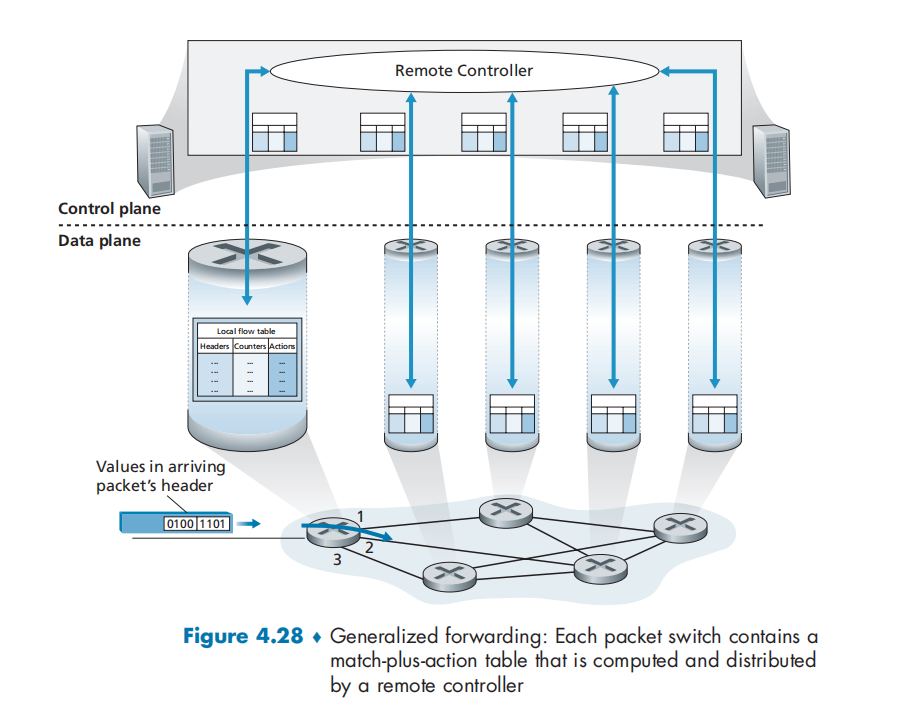 Remote Controller
Control plane
Data plane
Local flow table
Headers Counters Actions
... ... ...
... ... ...
... ... ...
... ... ...
Values in arriving
packet's header
0100 1101
1
2
3
Figure 4.28 ♦ Generalized forwarding: Each packet switch contains a
match-plus-action table that is computed and distributed
by a remote controller